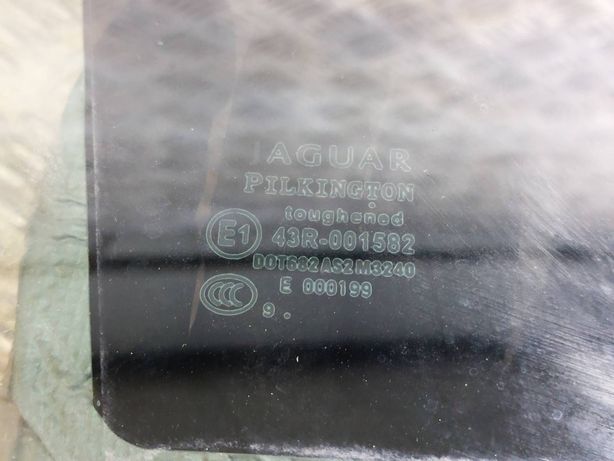 JAGUAR
PILKINGTON
toughened
E1 43R-001582
DOT682 AS2 M3240
CCC E 000199
9 .